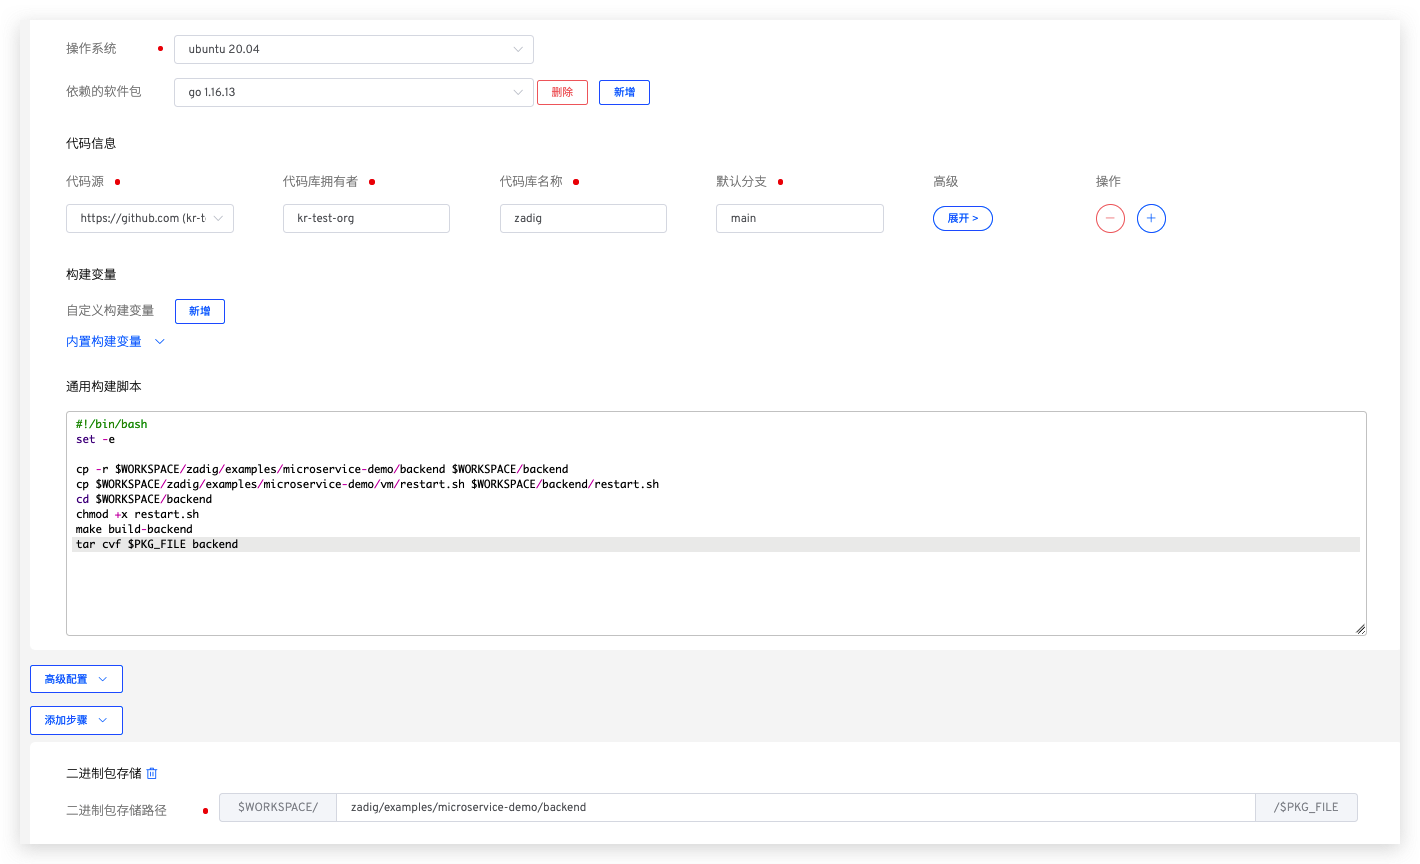 操作系统
ubuntu 20.04
依赖的软件包
go 1.16.13
删除
新增
代码信息
代码源 代码库拥有者 代码库名称 默认分支 高级 操作
https://github.com (kr-t kr-test-org zadig main 展开 >
构建变量
自定义构建变量 新增
内置构建变量
通用构建脚本
#!/bin/bash
set -e
cp -r $WORKSPACE/zadig/examples/microservice-demo/backend $WORKSPACE/backend
cp $WORKSPACE/zadig/examples/microservice-demo/vm/restart.sh $WORKSPACE/backend/restart.sh
cd $WORKSPACE/backend
chmod +x restart.sh
make build-backend
tar cvf $PKG_FILE backend
高级配置
添加步骤
二进制包存储
二进制包存储路径 $WORKSPACE/ zadig/examples/microservice-demo/backend /$PKG_FILE